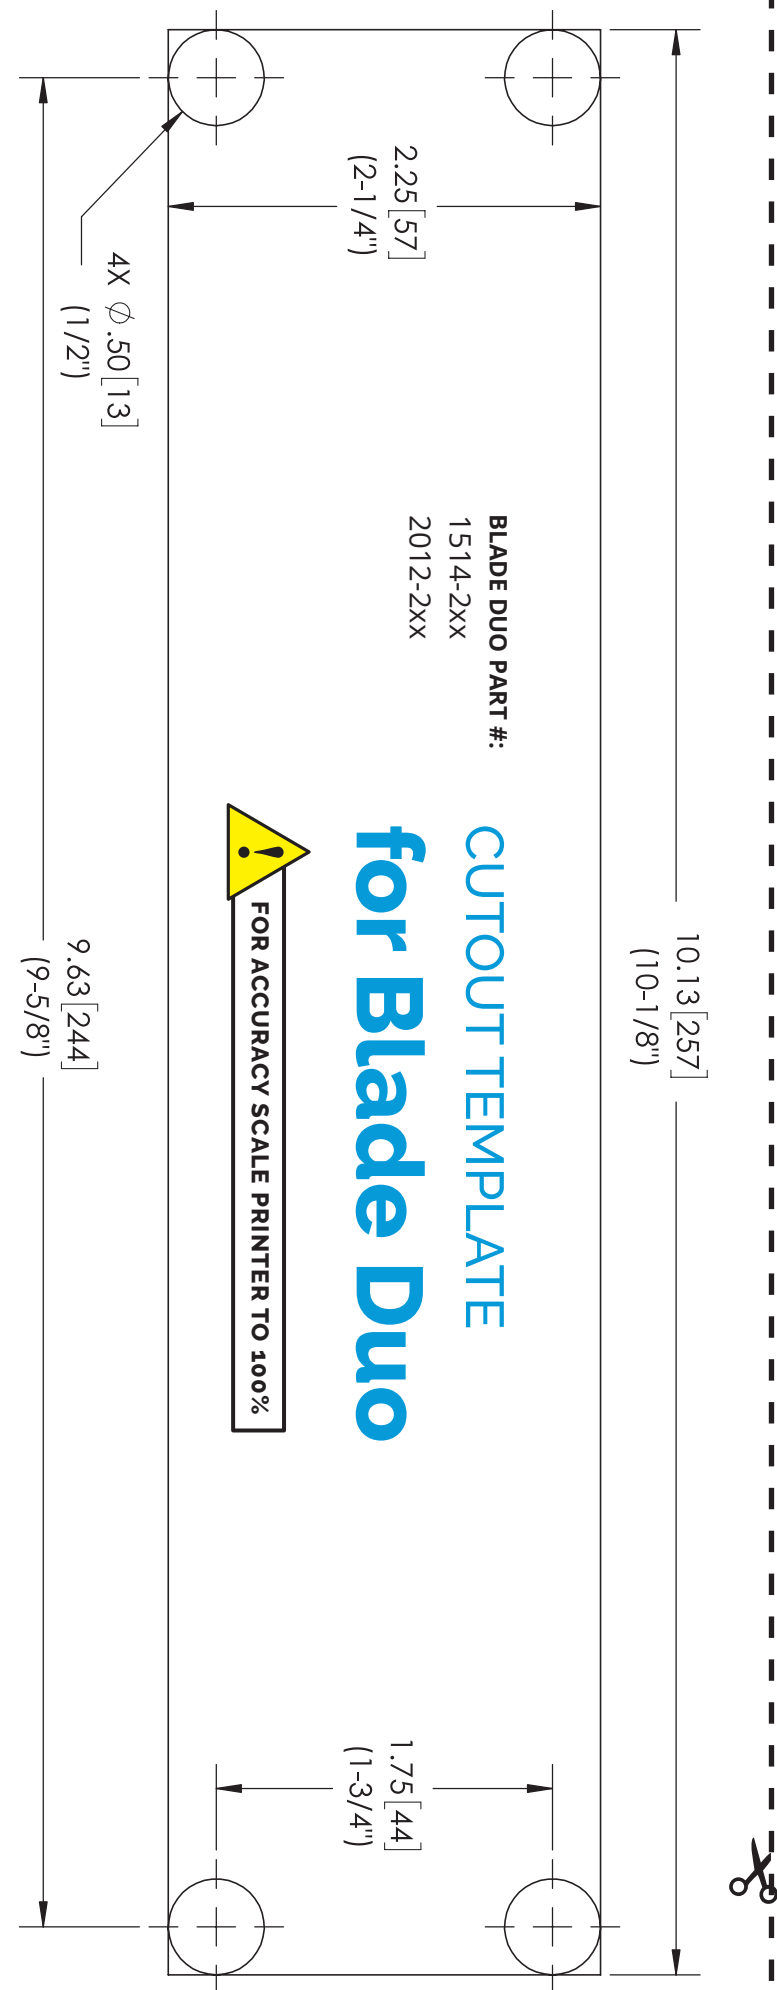 10.13[257]
(10-1/8")
2.25[57]
(2-1/4")
BLADE DUO PART #:
1514-2xx
2012-2xx
CUTOUT TEMPLATE
for Blade Duo
!
FOR ACCURACY SCALE PRINTER TO 100%
1.75[44]
(1-3/4")
4X ∅.50[13]
(1/2")
9.63[244]
(9-5/8")